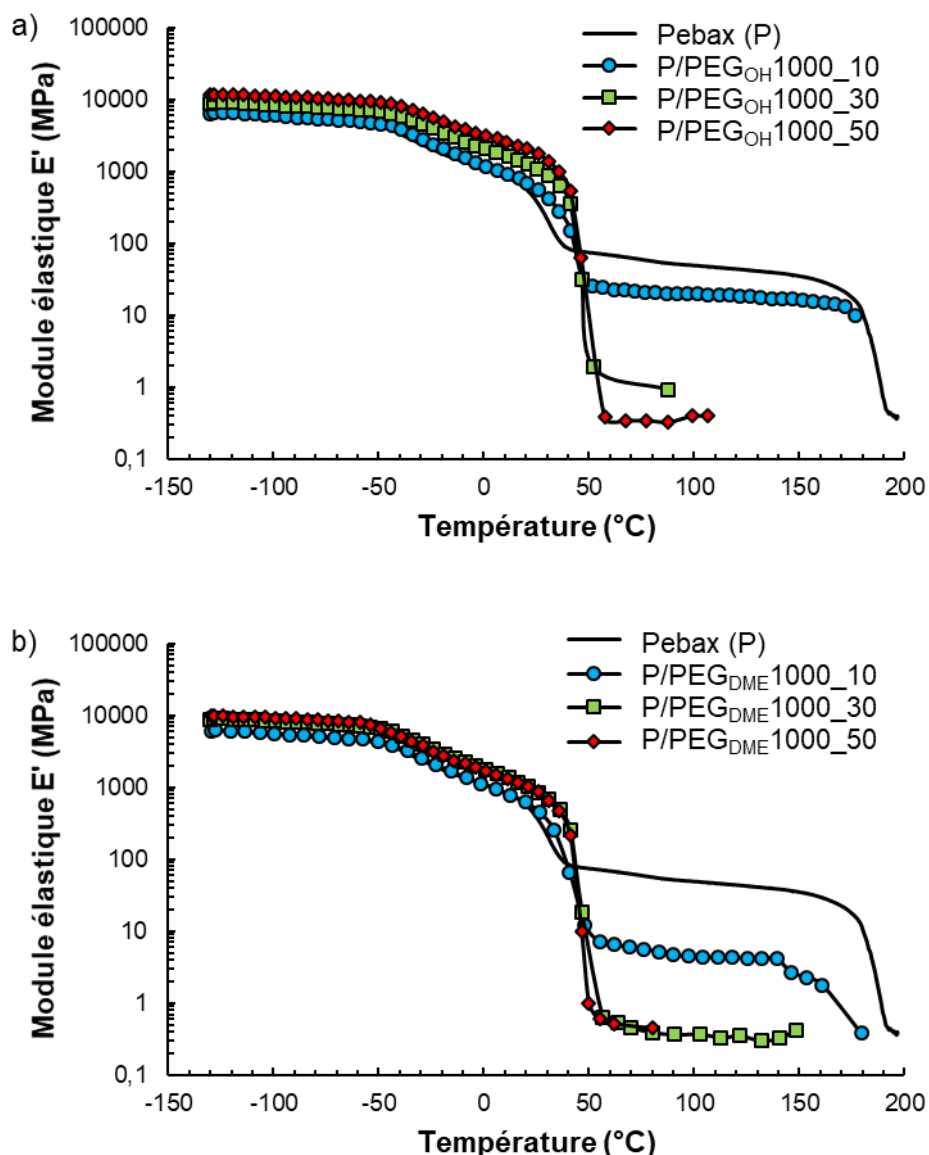 a)
Module élastique E' (MPa)
100000
10000
1000
100
10
1
0,1
-150
-100
-50
0
50
100
150
200
Température (°C)
Pebax (P)
P/PEGOH1000_10
P/PEGOH1000_30
P/PEGOH1000_50
b)
Module élastique E' (MPa)
100000
10000
1000
100
10
1
0,1
-150
-100
-50
0
50
100
150
200
Température (°C)
Pebax (P)
P/PEGDME1000_10
P/PEGDME1000_30
P/PEGDME1000_50